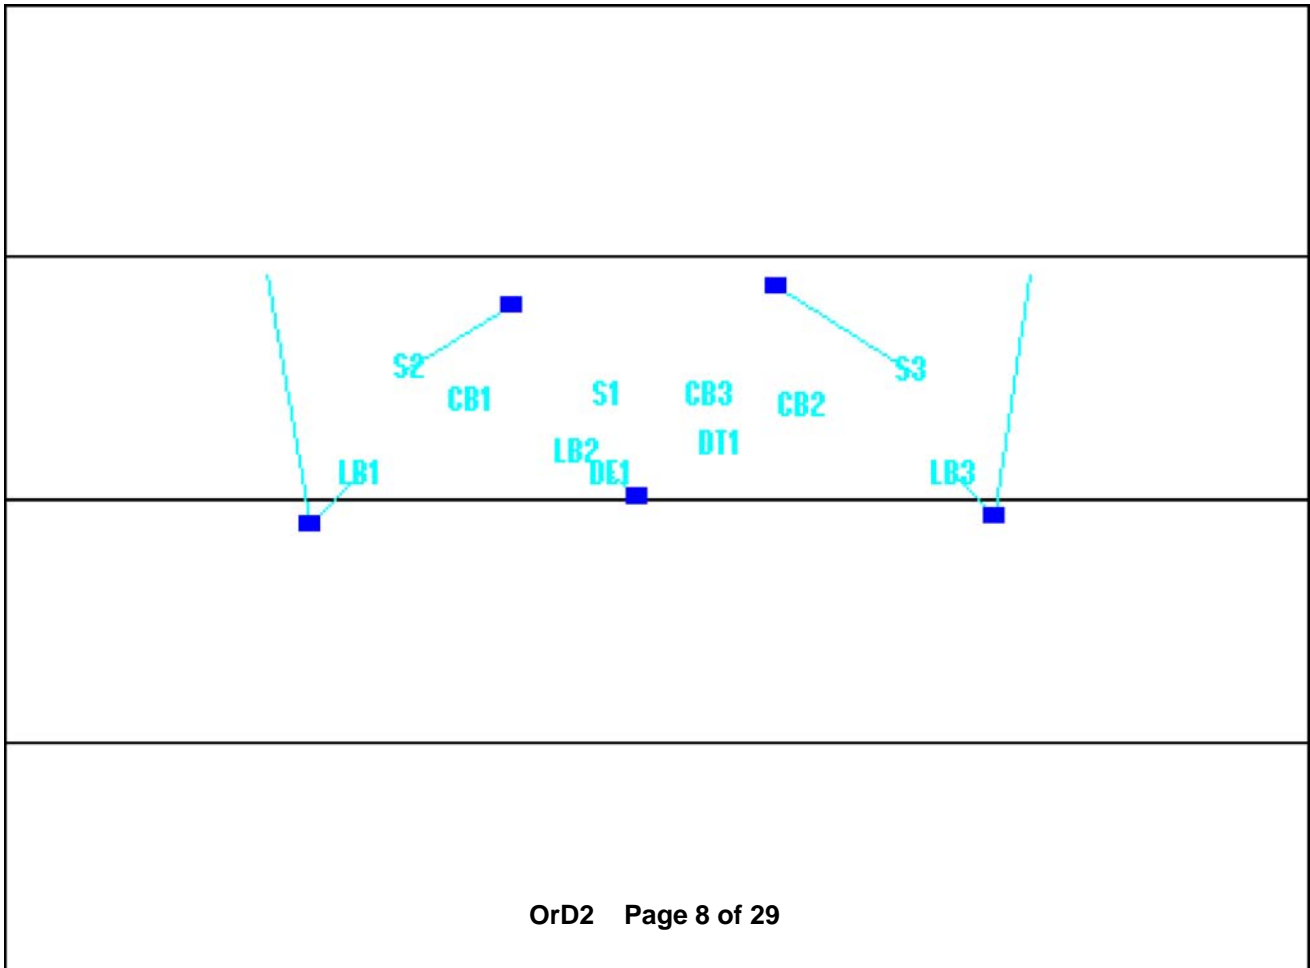 S2 S3
CB1 S1 CB3 CB2
LB2 DT1
LB1 DE1 LB3
OrD2 Page 8 of 29